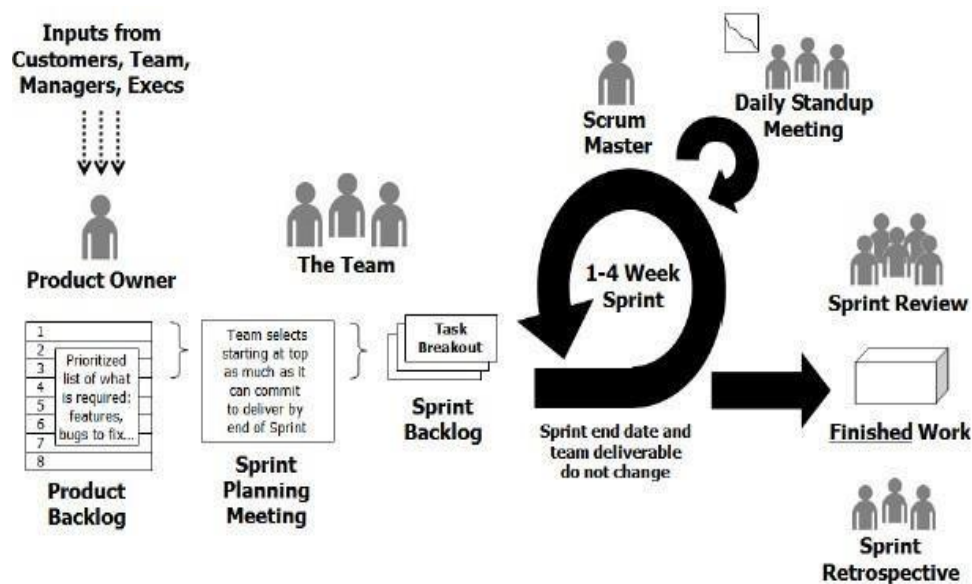 Inputs from
Customers, Team,
Managers, Execs
Product Owner
The Team
Scrum
Master
Daily Standup
Meeting
1-4 Week
Sprint
Sprint Review
1
2
3
4
5
6
7
8
Prioritized
list of what
is required:
features,
bugs to fix...
Product
Backlog
Team selects
starting at top
as much as it
can commit
to deliver by
end of Sprint
Sprint
Planning
Meeting
Task
Breakout
Sprint
Backlog
Sprint end date and
team deliverable
do not change
Finished Work
Sprint
Retrospective